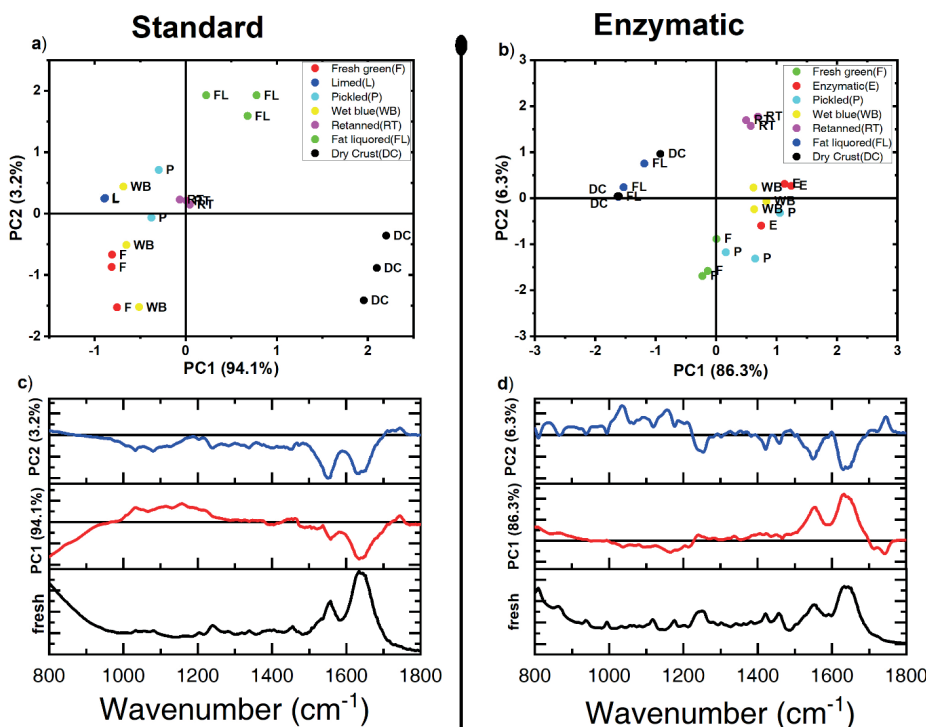 Standard
Enzymatic
a)
Fresh green(F)
Limed(L)
Pickled(P)
Wet blue(WB)
Retanned(RT)
Fat liquored(FL)
Dry Crust(DC)
PC2 (3.2%)
2
1
0
-1
-2
FL FL
FL
P
WB
L
RT
RT
P
WB
F
F
F WB
DC
DC
DC
-1 0 1 2
PC1 (94.1%)
b)
Fresh green(F)
Enzymatic(E)
Pickled(P)
Wet blue(WB)
Retanned(RT)
Fat liquored(FL)
Dry Crust(DC)
PC2 (6.3%)
3
2
1
0
-1
-2
-3
RT
RT
RT
DC
FL
DC FL
DC FL
E
E
WB
WB
WB
P
E
F
P
P
F
F
-3 -2 -1 0 1 2 3
PC1 (86.3%)
c)
PC2 (3.2%)
PC1 (94.1%)
fresh
800 1000 1200 1400 1600 1800
Wavenumber (cm-1)
d)
PC2 (6.3%)
PC1 (86.3%)
fresh
800 1000 1200 1400 1600 1800
Wavenumber (cm-1)